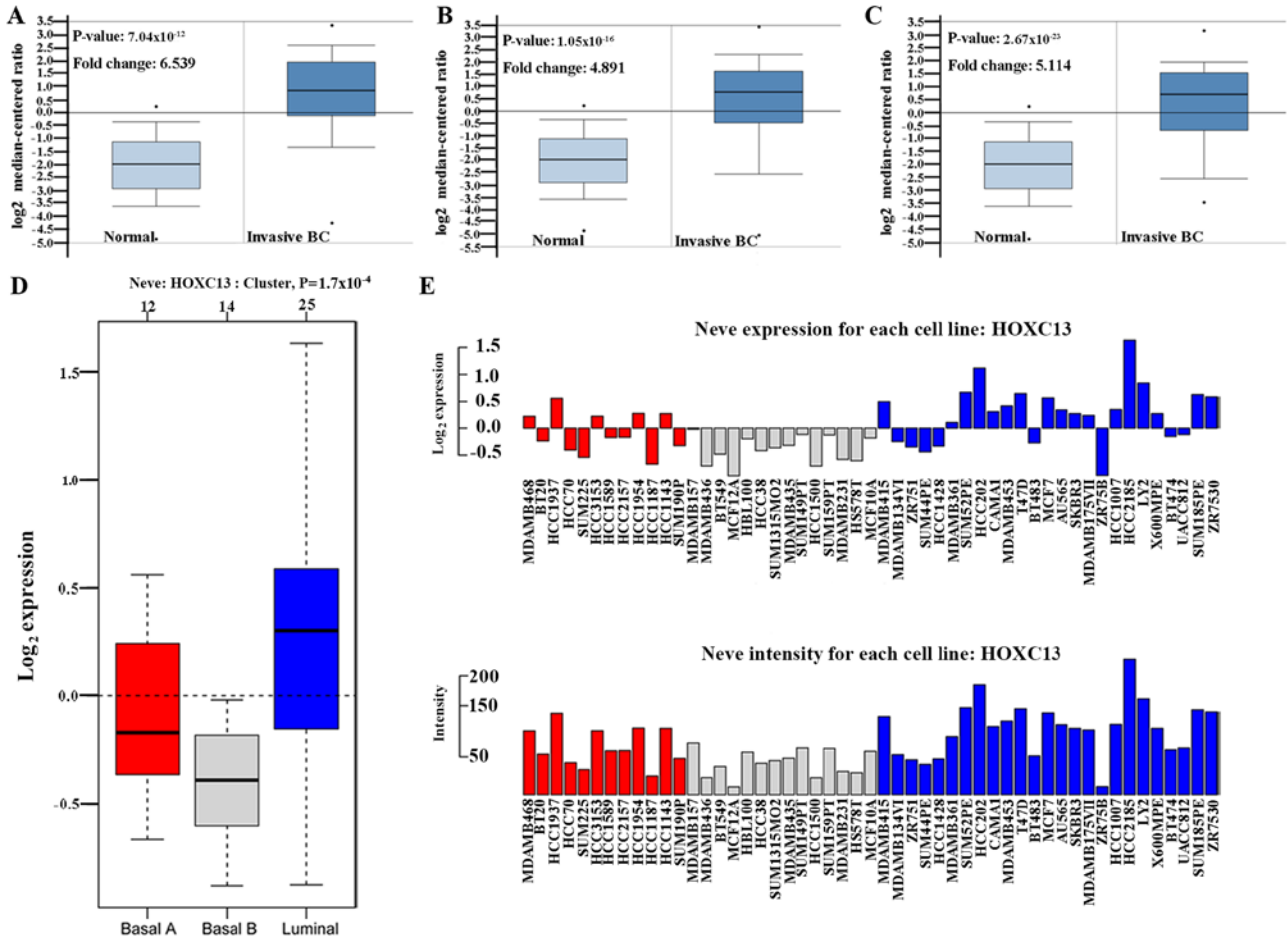 A
P-value: 7.04x10-12
Fold change: 6.539
log2 median-centered ratio
3.5
3.0
2.5
2.0
1.5
1.0
0.5
0.0
-0.5
-1.0
-1.5
-2.0
-2.5
-3.0
-3.5
-4.0
-4.5
-5.0
Normal
Invasive BC
B
P-value: 1.05x10-16
Fold change: 4.891
log2 median-centered ratio
3.5
3.0
2.5
2.0
1.5
1.0
0.5
0.0
-0.5
-1.0
-1.5
-2.0
-2.5
-3.0
-3.5
-4.0
-4.5
-5.0
-5.5
Normal
Invasive BC
C
P-value: 2.67x10-23
Fold change: 5.114
log2 median-centered ratio
3.5
3.0
2.5
2.0
1.5
1.0
0.5
0.0
-0.5
-1.0
-1.5
-2.0
-2.5
-3.0
-3.5
-4.0
-4.5
-5.0
Normal
Invasive BC
D
Neve: HOXC13 : Cluster, P=1.7x10-4
12 14 25
Log2 expression
1.5
1.0
0.5
0.0
-0.5
Basal A Basal B Luminal
E
Neve expression for each cell line: HOXC13
Log2 expression
1.5
1.0
0.5
0.0
-0.5
MDAMB468
BT20
HCC1937
HCC70
SUM225
HCC3153
HCC1589
HCC2157
HCC1954
HCC1187
HCC1143
SUM190P
MDAMB157
MDAMB436
BT549
MCF12A
HBL100
HCC38
SUM1315MO2
MDAMB435
SUM149PT
HCC1500
SUM159PT
MDAMB231
HS578T
MCF10A
MDAMB415
MDAMB134VI
ZR751
SUM44PE
HCC1428
MDAMB361
SUM52PE
HCC202
CAMA1
MDAMB453
T47D
BT483
MCF7
AU565
SKBR3
MDAMB175VII
ZR75B
HCC1007
HCC2185
LY2
X600MPE
BT474
UACC812
SUM185PE
ZR7530
Neve intensity for each cell line: HOXC13
Intensity
200
150
50
MDAMB468
BT20
HCC1937
HCC70
SUM225
HCC3153
HCC1589
HCC2157
HCC1954
HCC1187
HCC1143
SUM190P
MDAMB157
MDAMB436
BT549
MCF12A
HBL100
HCC38
SUM1315MO2
MDAMB435
SUM149PT
HCC1500
SUM159PT
MDAMB231
HS578T
MCF10A
MDAMB415
MDAMB134VI
ZR751
SUM44PE
HCC1428
MDAMB361
SUM52PE
HCC202
CAMA1
MDAMB453
T47D
BT483
MCF7
AU565
SKBR3
MDAMB175VII
ZR75B
HCC1007
HCC2185
LY2
X600MPE
BT474
UACC812
SUM185PE
ZR7530